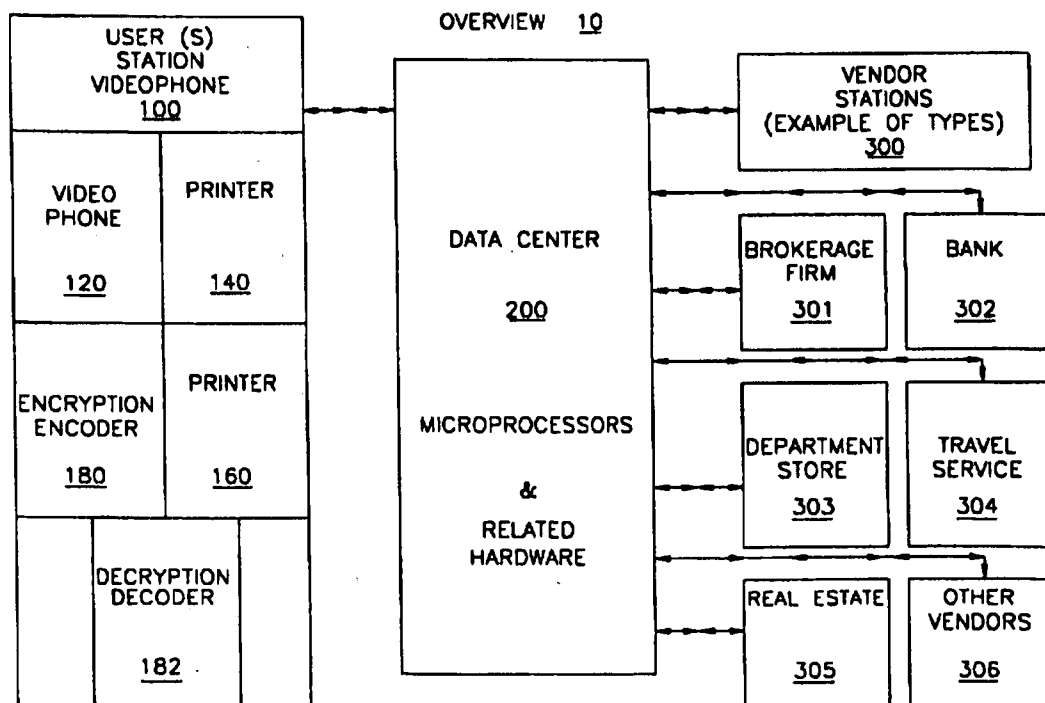 OVERVIEW 10
USER (S)
STATION
VIDEOPHONE
100
VIDEO
PHONE
120
PRINTER
140
ENCRYPTION
ENCODER
180
PRINTER
160
DECRYPTION
DECODER
182
DATA CENTER
200
MICROPROCESSORS
&
RELATED
HARDWARE
VENDOR
STATIONS
(EXAMPLE OF TYPES)
300
BROKERAGE
FIRM
301
BANK
302
DEPARTMENT
STORE
303
TRAVEL
SERVICE
304
REAL ESTATE
305
OTHER
VENDORS
306